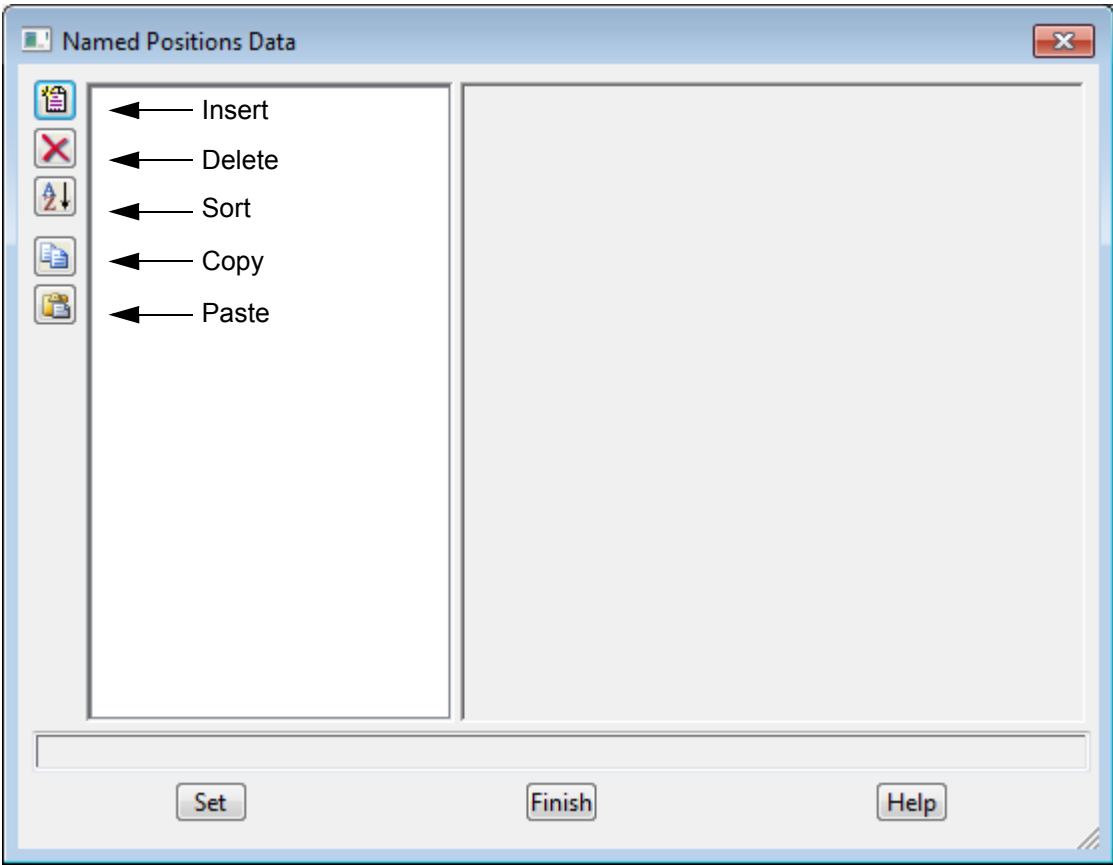 Named Positions Data
Insert
Delete
Sort
Copy
Paste
Set
Finish
Help